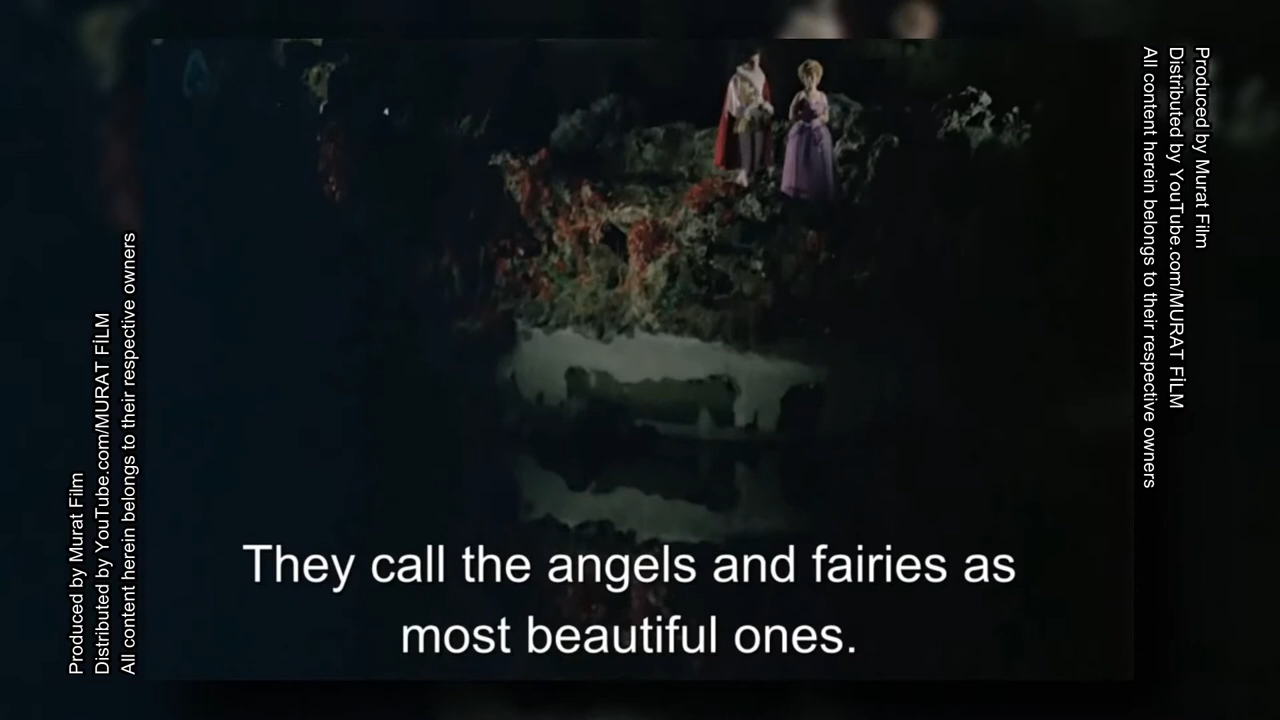 Produced by Murat Film
Distributed by YouTube.com/MURAT FİLM
All content herein belongs to their respective owners
They call the angels and fairies as
most beautiful ones.
Produced by Murat Film
Distributed by YouTube.com/MURAT FİLM
All content herein belongs to their respective owners